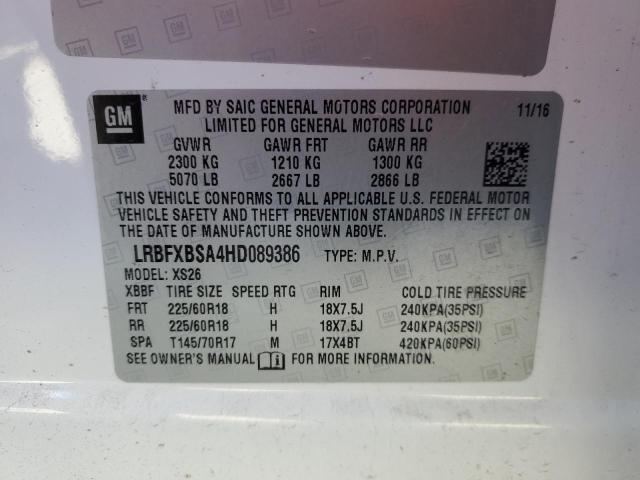 GM
MFD BY SAIC GENERAL MOTORS CORPORATION 11/16
LIMITED FOR GENERAL MOTORS LLC
GVWR GAWR FRT GAWR RR
2300 KG 1210 KG 1300 KG
5070 LB 2667 LB 2866 LB
THIS VEHICLE CONFORMS TO ALL APPLICABLE U.S. FEDERAL MOTOR
VEHICLE SAFETY AND THEFT PREVENTION STANDARDS IN EFFECT ON
THE DATE OF MANUFACTURE SHOWN ABOVE.
LRBFXBSA4HD089386 TYPE: M.P.V.
MODEL: XS26
XBBF TIRE SIZE SPEED RTG RIM COLD TIRE PRESSURE
FRT 225/60R18 H 18X7.5J 240KPA(35PSI)
RR 225/60R18 H 18X7.5J 240KPA(35PSI)
SPA T145/70R17 M 17X4BT 420KPA(60PSI)
SEE OWNER'S MANUAL FOR MORE INFORMATION.